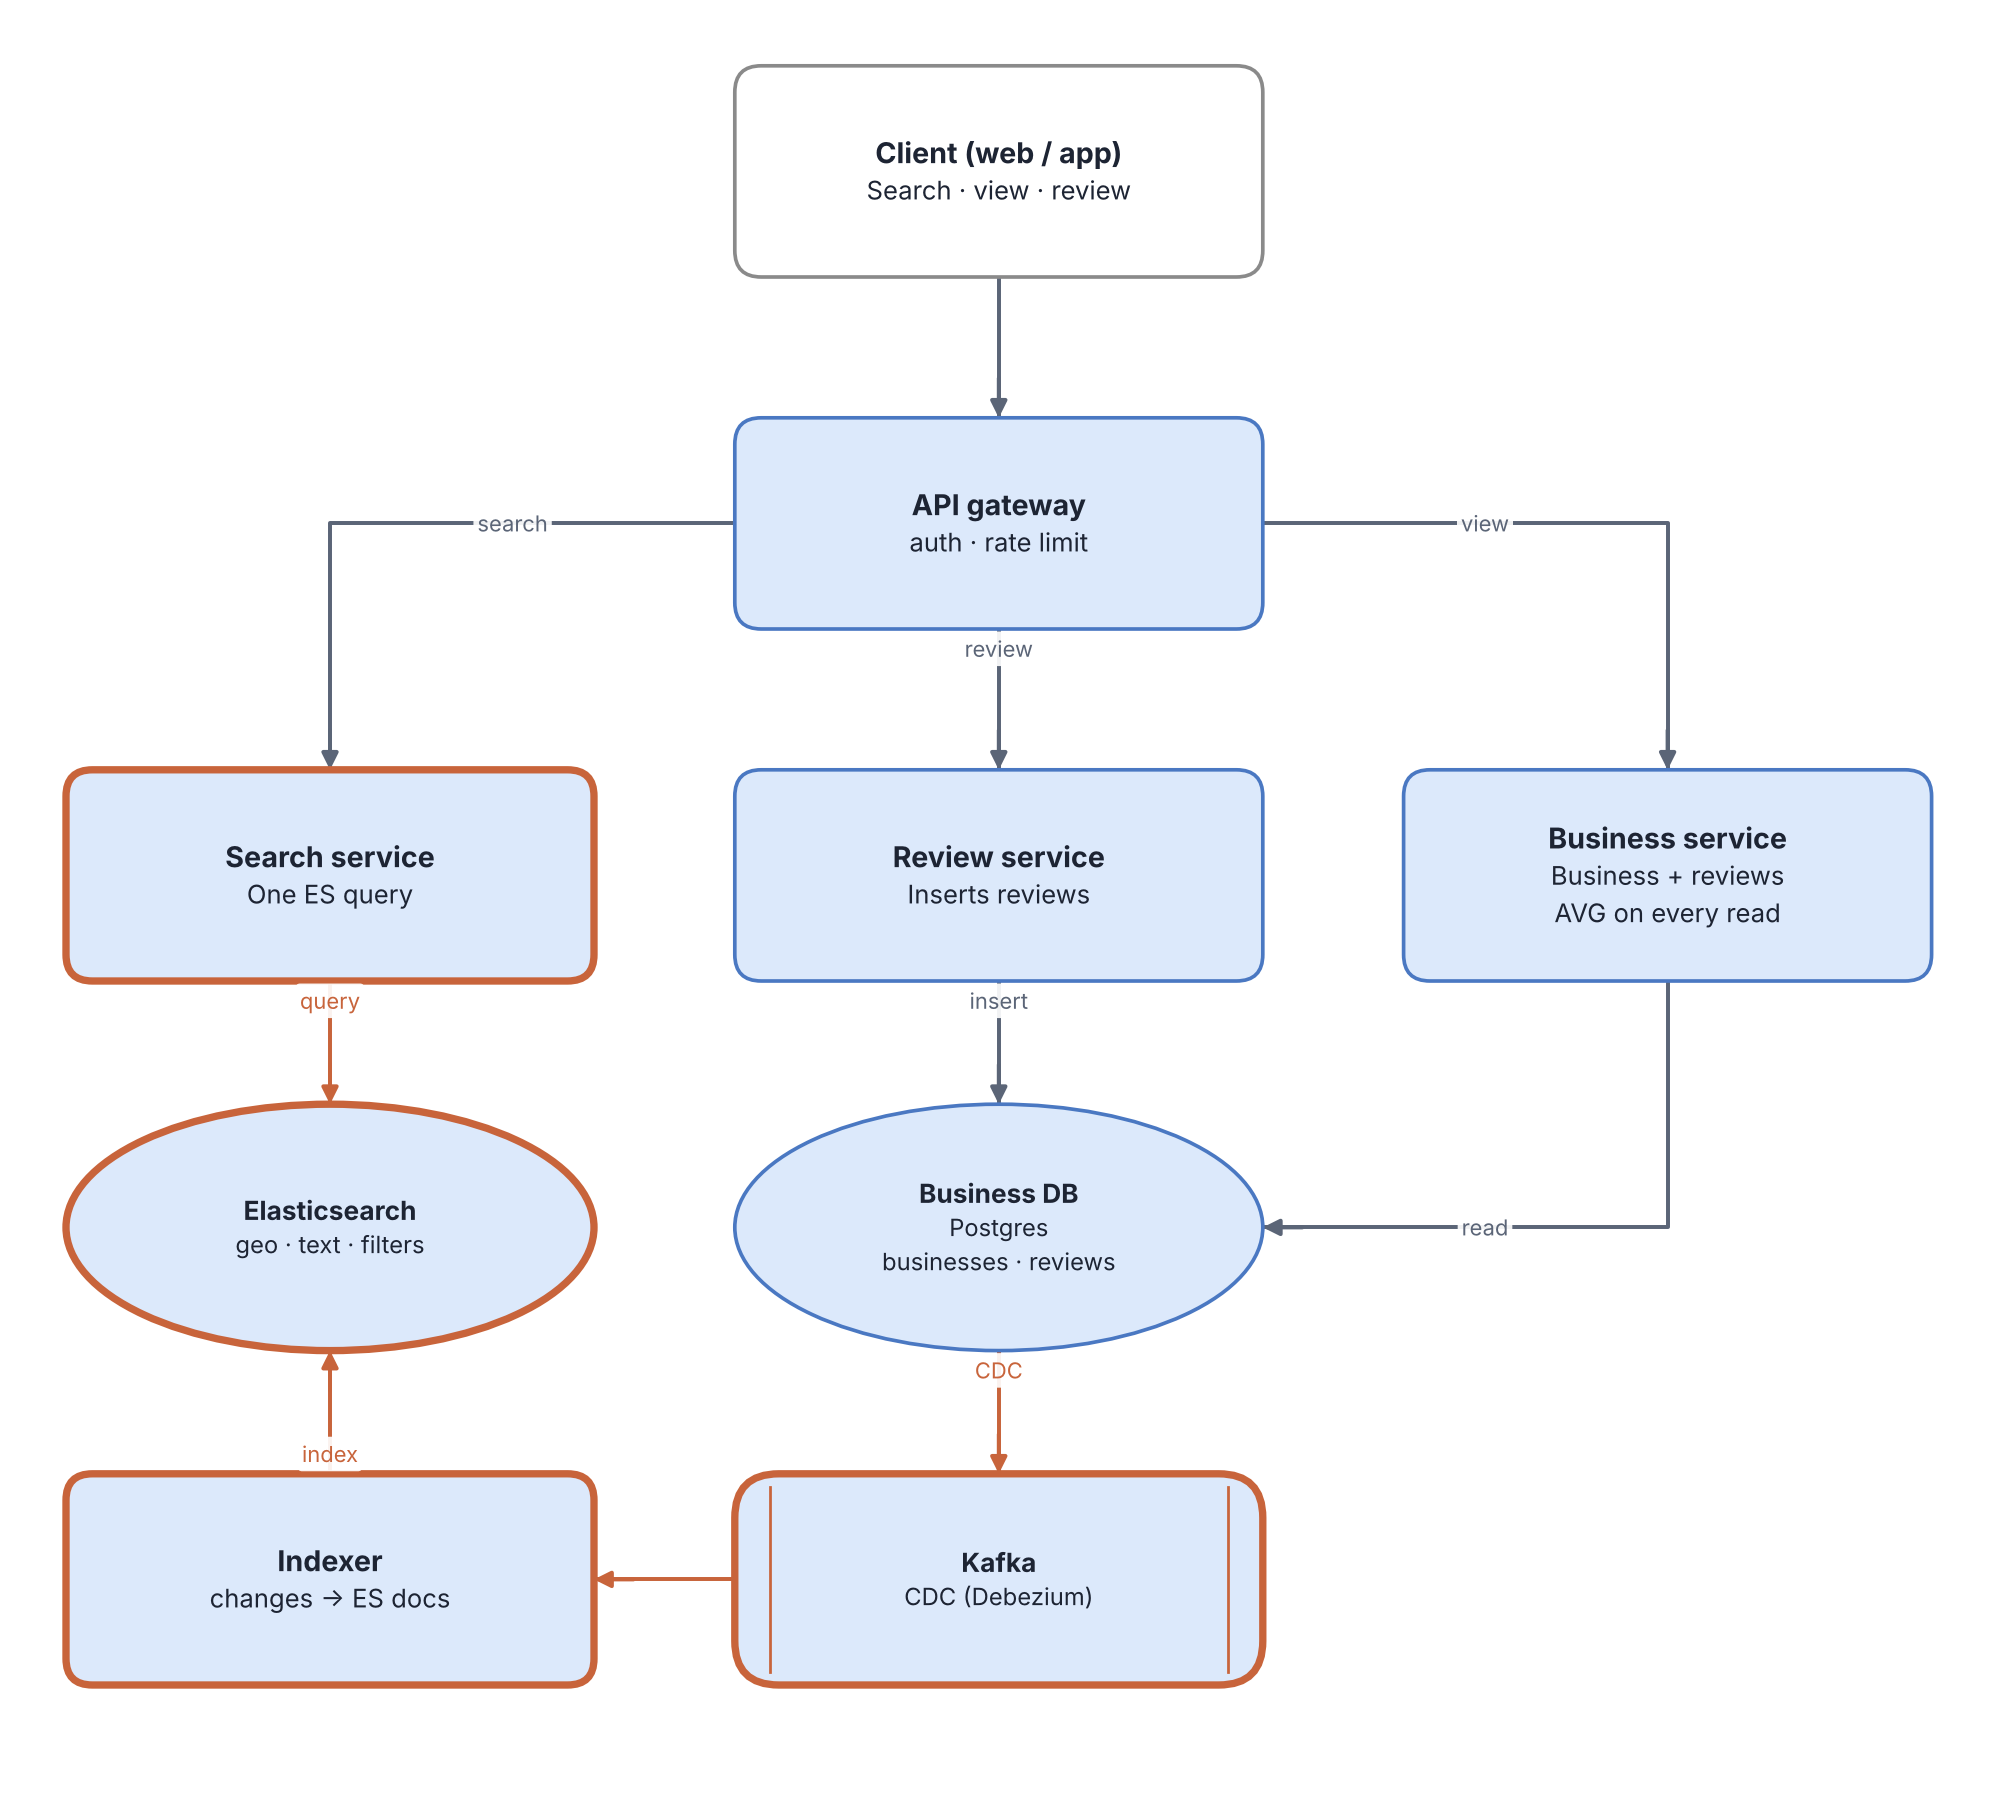 Client (web / app)
Search · view · review
API gateway
auth · rate limit
search
view
review
Search service
One ES query
Review service
Inserts reviews
Business service
Business + reviews
AVG on every read
query
insert
Elasticsearch
geo · text · filters
Business DB
Postgres
businesses · reviews
read
CDC
index
Indexer
changes → ES docs
Kafka
CDC (Debezium)